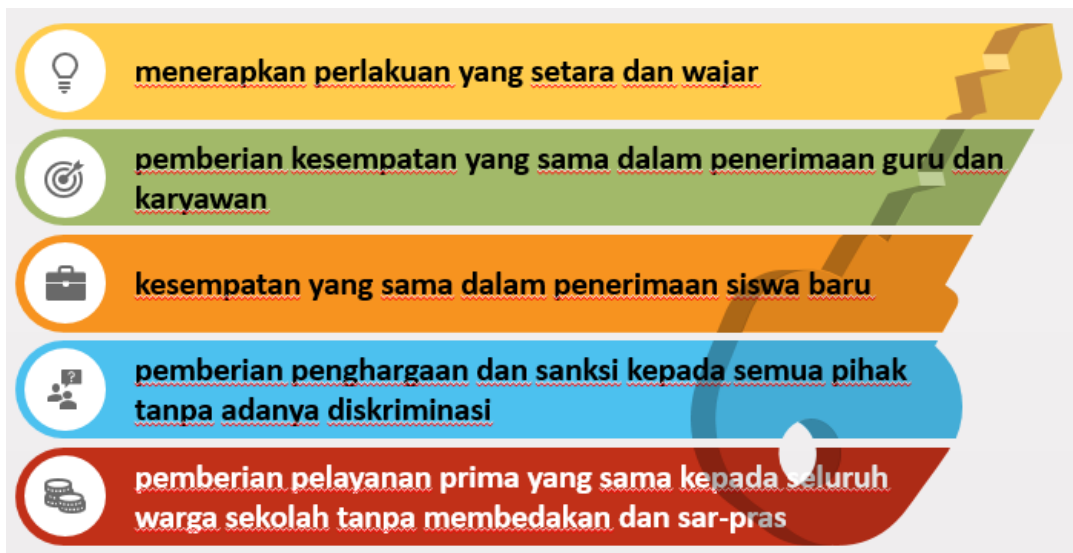 menerapkan perlakuan yang setara dan wajar
pemberian kesempatan yang sama dalam penerimaan guru dan
karyawan
kesempatan yang sama dalam penerimaan siswa baru
pemberian penghargaan dan sanksi kepada semua pihak
tanpa adanya diskriminasi
pemberian pelayanan prima yang sama kepada seluruh
warga sekolah tanpa membedakan dan sar-pras